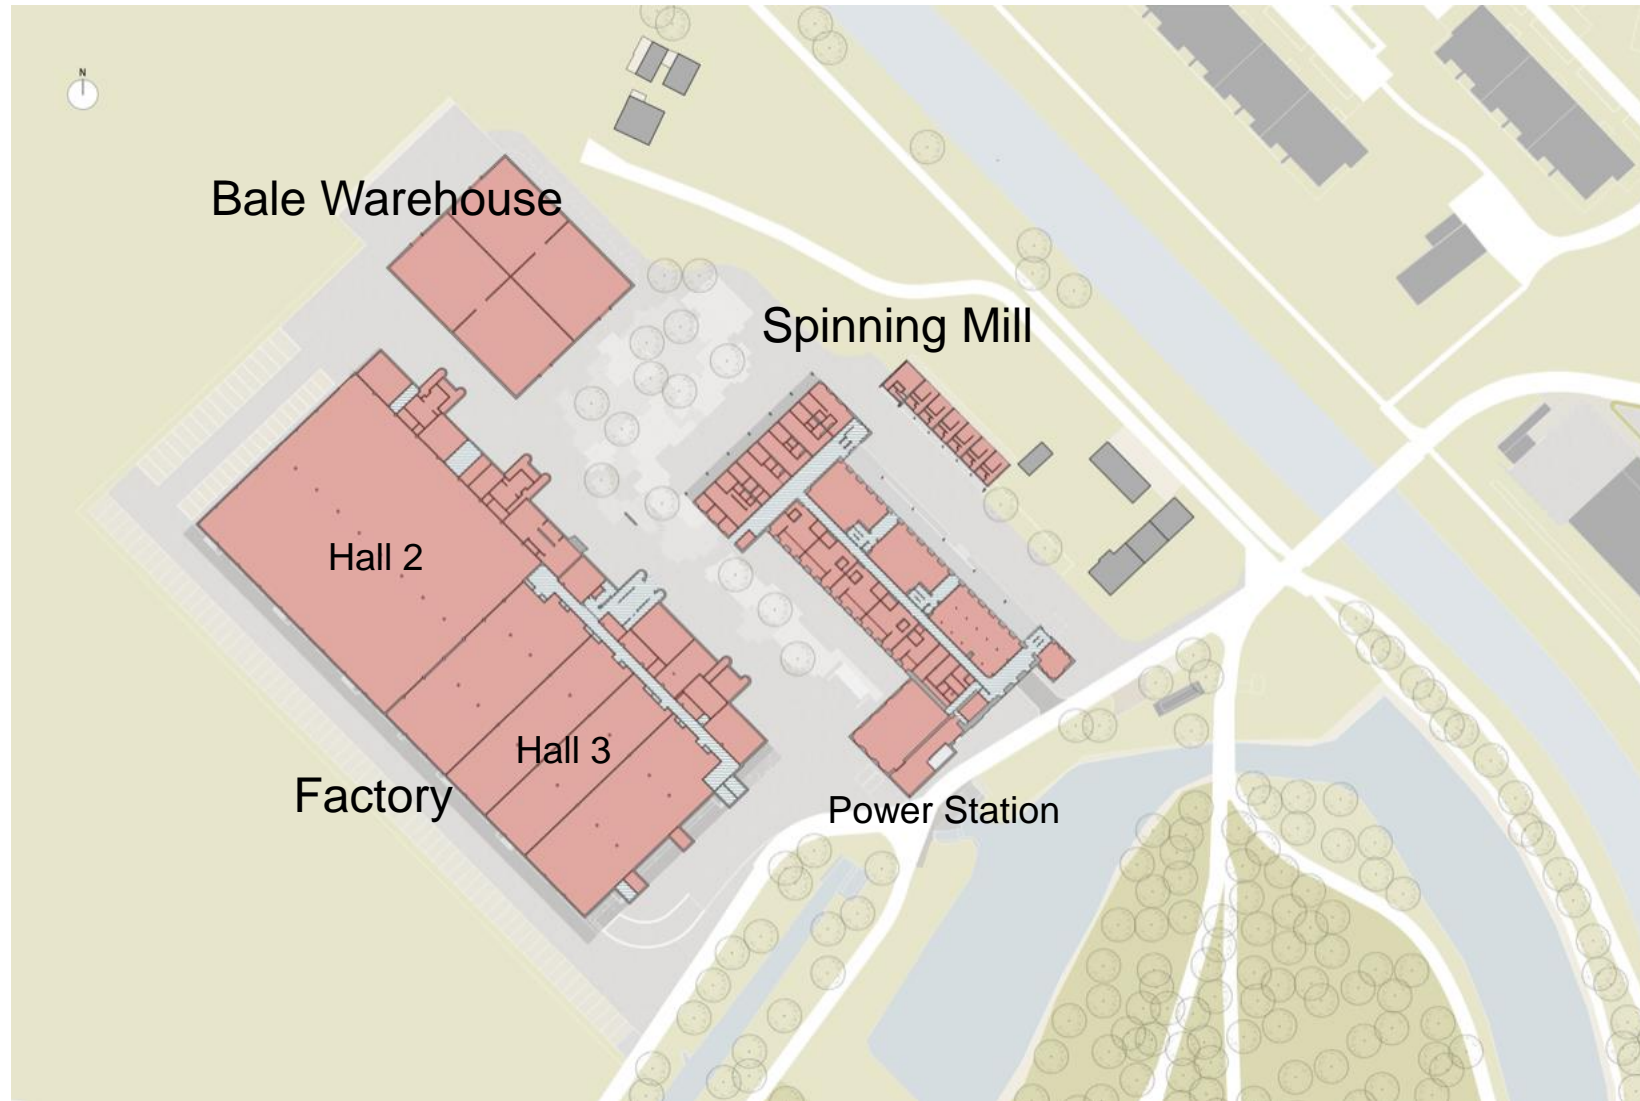 N
Bale Warehouse
Spinning Mill
Hall 2
Hall 3
Factory
Power Station